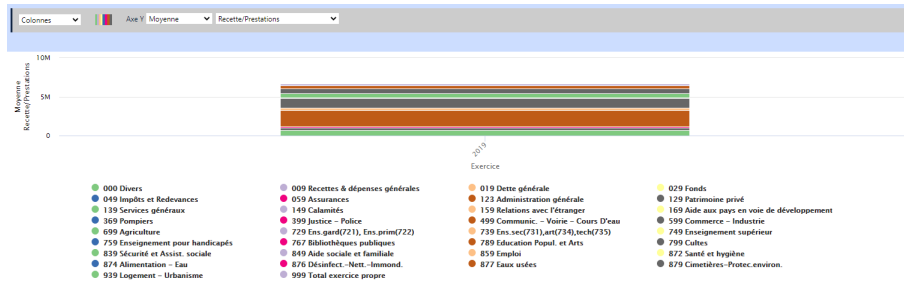 Colonnes Axe Y Moyenne Recette/Prestations
10M
5M
0
Moyenne
Recette/Prestations
2019
Exercice
000 Divers 009 Recettes & dépenses générales 019 Dette générale 029 Fonds
049 Impôts et Redevances 059 Assurances 123 Administration générale 129 Patrimoine privé
139 Services généraux 149 Calamités 159 Relations avec l'étranger 169 Aide aux pays en voie de développement
369 Pompiers 399 Justice - Police 499 Communic. - Voirie - Cours D'eau 599 Commerce - Industrie
699 Agriculture 729 Ens.gard(721), Ens.prim(722) 739 Ens.sec(731),art(734),tech(735) 749 Enseignement supérieur
759 Enseignement pour handicapés 767 Bibliothèques publiques 789 Education Popul. et Arts 799 Cultes
839 Sécurité et Assist. sociale 849 Aide sociale et familiale 859 Emploi 872 Santé et hygiène
874 Alimentation - Eau 876 Désinfect.-Nett.-Immond. 877 Eaux usées 879 Cimetières-Protec.environ.
939 Logement - Urbanisme 999 Total exercice propre